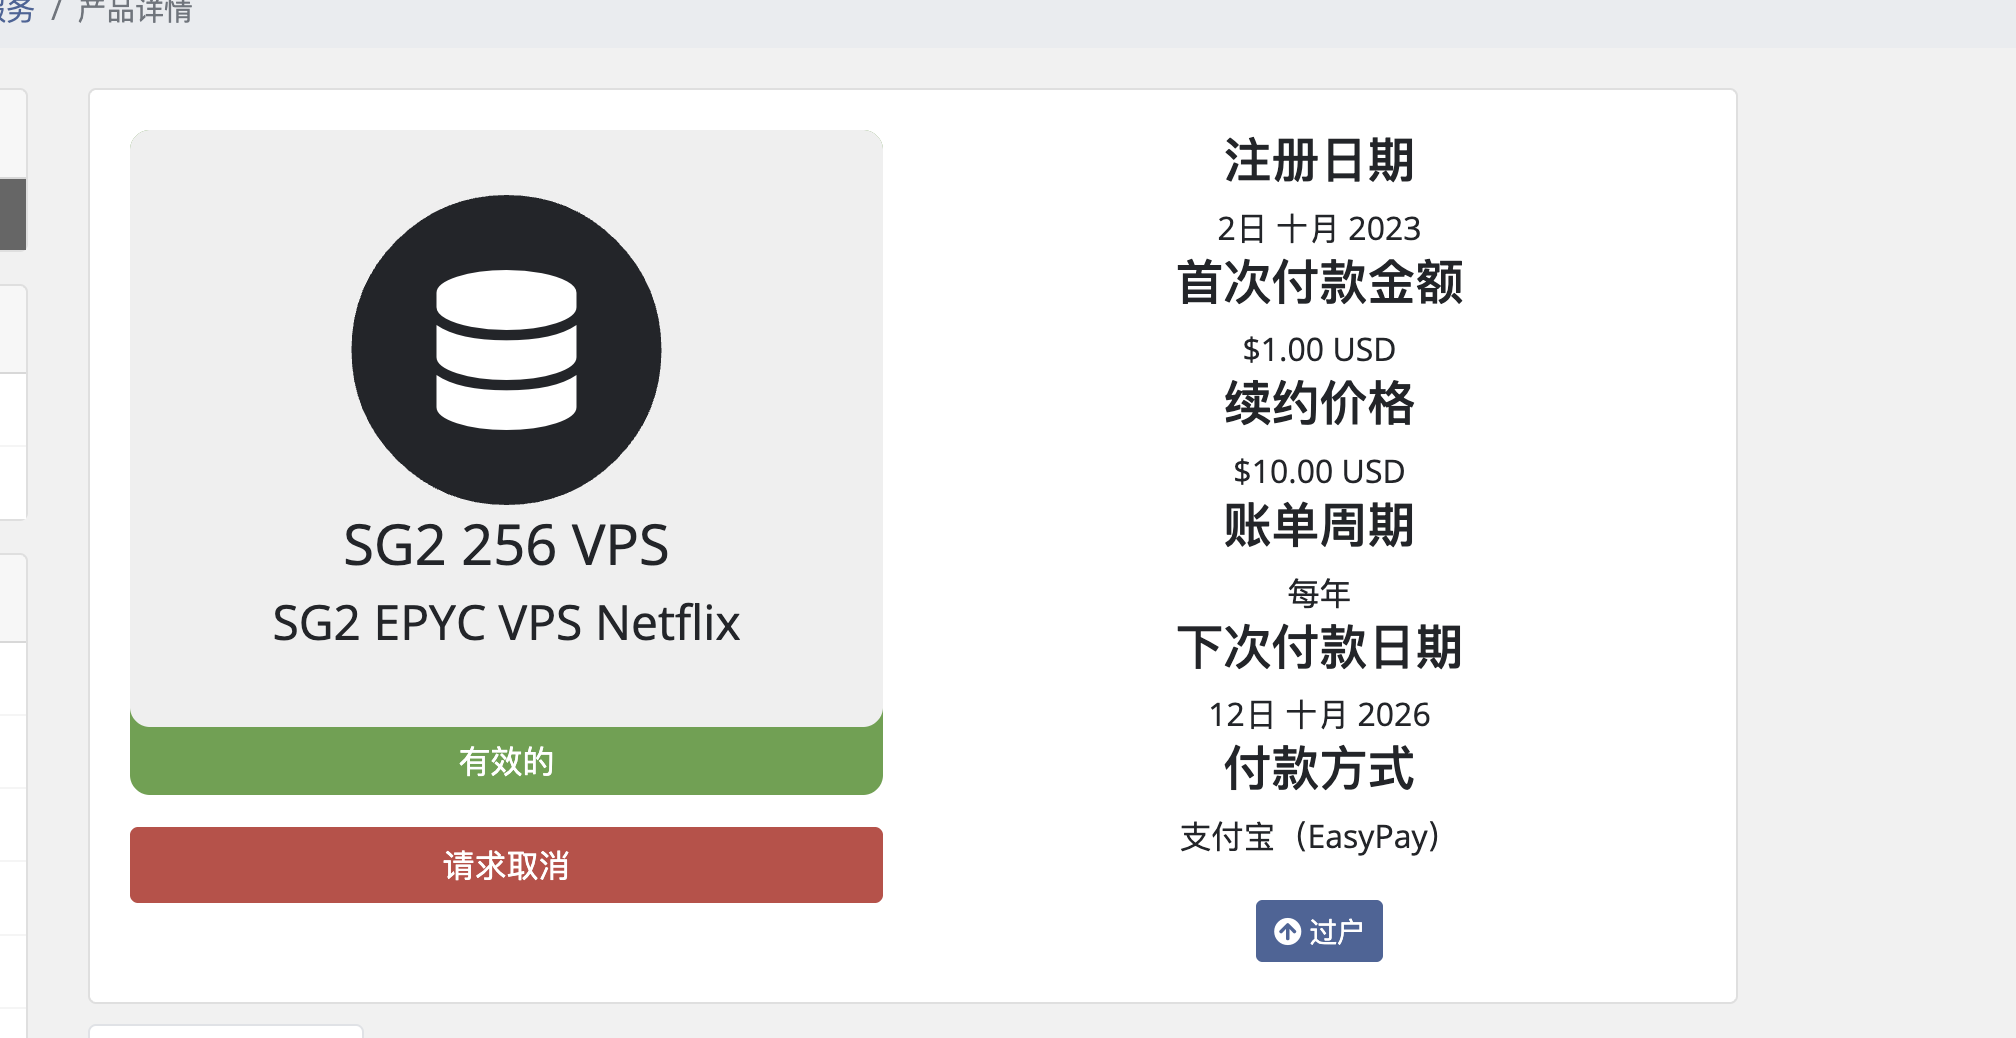 服务 / 产品详情
SG2 256 VPS
SG2 EPYC VPS Netflix
有效的
请求取消
注册日期
2日 十月 2023
首次付款金额
$1.00 USD
续约价格
$10.00 USD
账单周期
每年
下次付款日期
12日 十月 2026
付款方式
支付宝（EasyPay）
过户